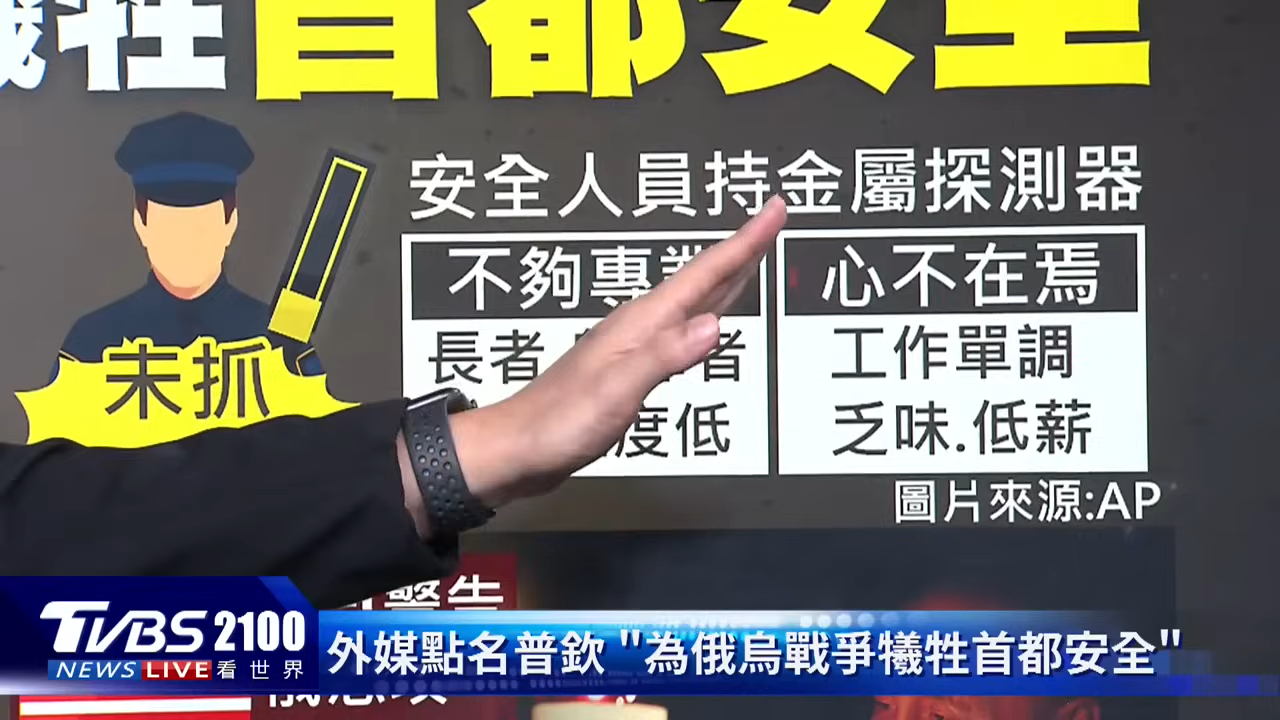 犧牲首都安全
安全人員持金屬探測器
不夠專業
心不在焉
長者 者
工作單調
度低
乏味.低薪
未抓
圖片來源:AP
警告
TVBS 2100
NEWS LIVE 看世界
外媒點名普欽 "為俄烏戰爭犧牲首都安全"